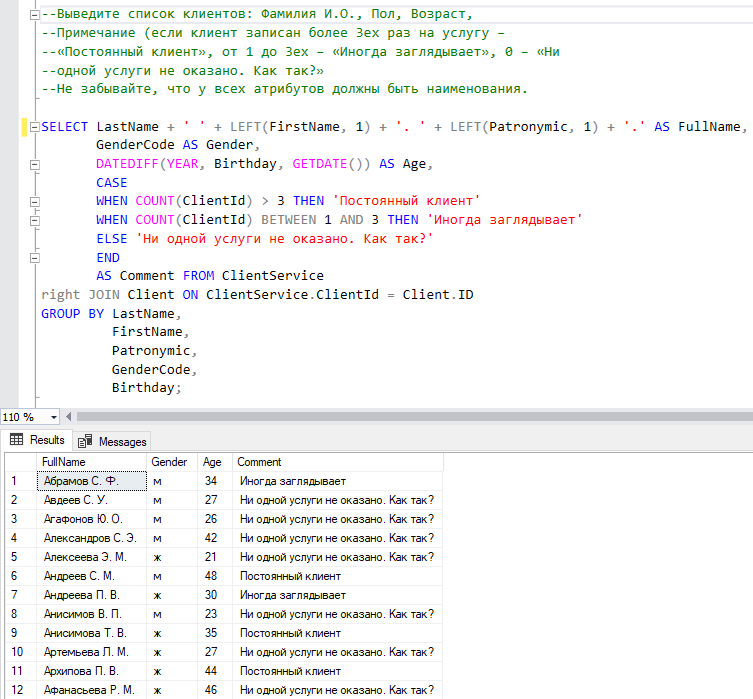 --Выведите список клиентов: Фамилия И.О., Пол, Возраст,
--Примечание (если клиент записан более 3ех раз на услугу –
--«Постоянный клиент», от 1 до 3ех – «Иногда заглядывает», 0 – «Ни
--одной услуги не оказано. Как так?»
--Не забывайте, что у всех атрибутов должны быть наименования.
SELECT LastName + ' ' + LEFT(FirstName, 1) + '. ' + LEFT(Patronymic, 1) + '.' AS FullName,
GenderCode AS Gender,
DATEDIFF(YEAR, Birthday, GETDATE()) AS Age,
CASE
WHEN COUNT(ClientId) > 3 THEN 'Постоянный клиент'
WHEN COUNT(ClientId) BETWEEN 1 AND 3 THEN 'Иногда заглядывает'
ELSE 'Ни одной услуги не оказано. Как так?'
END
AS Comment FROM ClientService
right JOIN Client ON ClientService.ClientId = Client.ID
GROUP BY LastName,
FirstName,
Patronymic,
GenderCode,
Birthday;
110 %
Results Messages
FullName Gender Age Comment
1 Абрамов С. Ф. м 34 Иногда заглядывает
2 Авдеев С. У. м 27 Ни одной услуги не оказано. Как так?
3 Агафонов Ю. О. м 26 Ни одной услуги не оказано. Как так?
4 Александров С. Э. м 42 Ни одной услуги не оказано. Как так?
5 Алексеева Э. М. ж 21 Ни одной услуги не оказано. Как так?
6 Андреев С. М. м 48 Постоянный клиент
7 Андреева П. В. ж 30 Иногда заглядывает
8 Анисимов В. П. м 23 Ни одной услуги не оказано. Как так?
9 Анисимова Т. В. ж 35 Постоянный клиент
10 Артемьева Л. М. ж 27 Ни одной услуги не оказано. Как так?
11 Архипова П. В. ж 44 Постоянный клиент
12 Афанасьева Р. М. ж 46 Ни одной услуги не оказано. Как так?